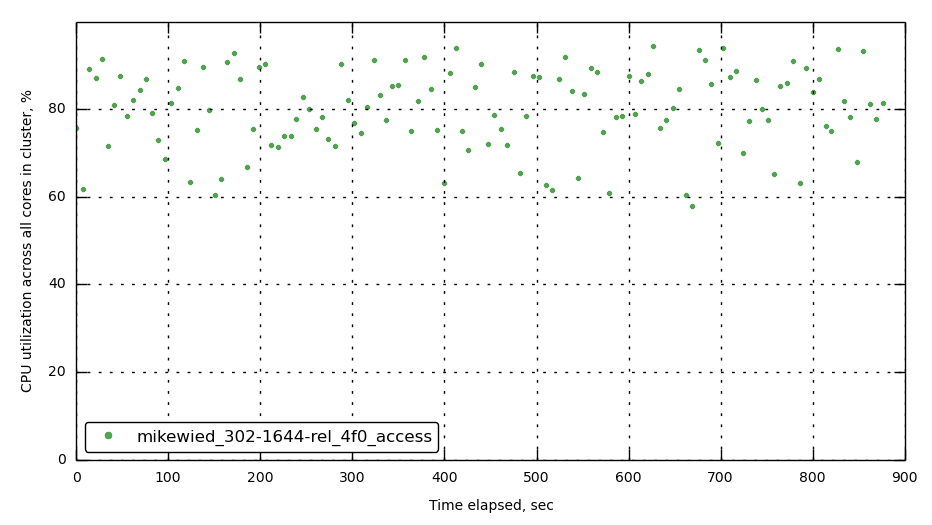 CPU utilization across all cores in cluster, %
80
60
40
20
0
mikewied_302-1644-rel_4f0_access
0 100 200 300 400 500 600 700 800 900
Time elapsed, sec